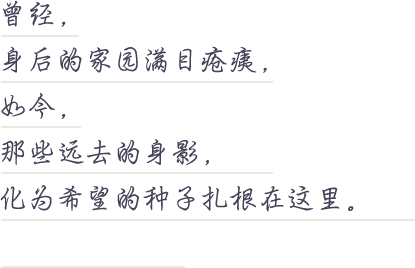 曾经，
身后的家园满目疮痍，
如今，
那些远去的身影，
化为希望的种子扎根在这里。